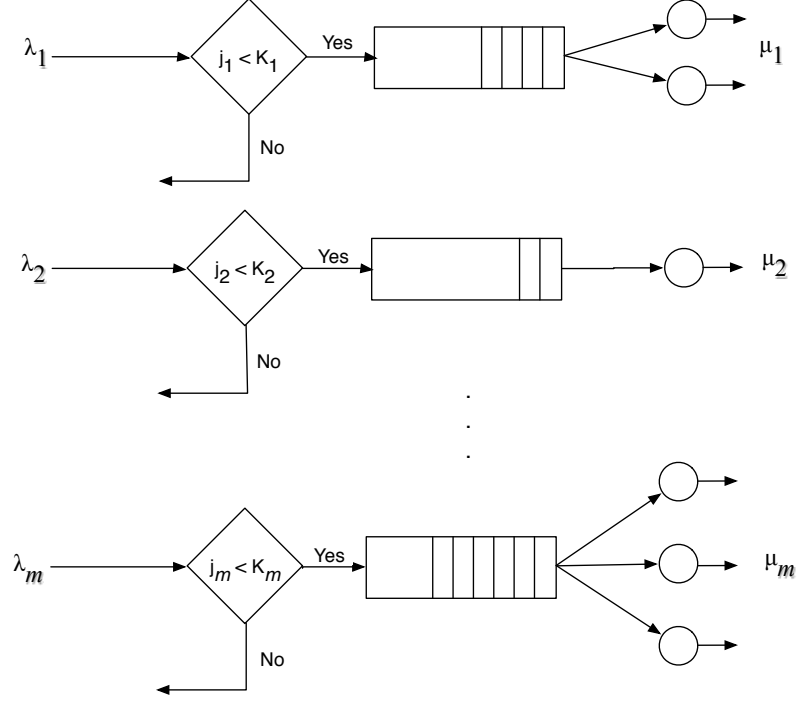 λ1 j1 < K1 Yes μ1
No
λ2 j2 < K2 Yes μ2
No
.
.
.
λm jm < Km Yes μm
No